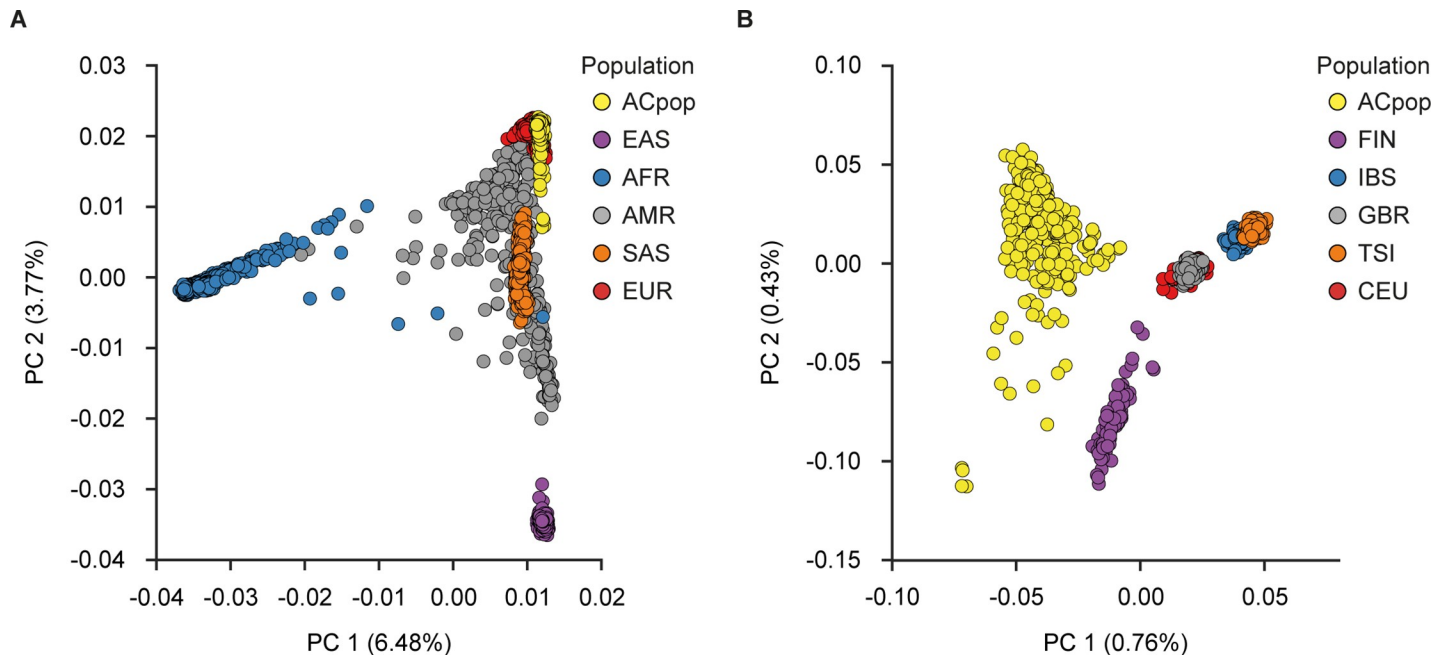 A
B
0.03
0.02
0.01
0.00
-0.01
-0.02
-0.03
-0.04
PC 2 (3.77%)
-0.04 -0.03 -0.02 -0.01 0.00 0.01 0.02
PC 1 (6.48%)
Population
ACpop
EAS
AFR
AMR
SAS
EUR
0.10
0.05
0.00
-0.05
-0.10
-0.15
PC 2 (0.43%)
-0.10 -0.05 0.00 0.05
PC 1 (0.76%)
Population
ACpop
FIN
IBS
GBR
TSI
CEU